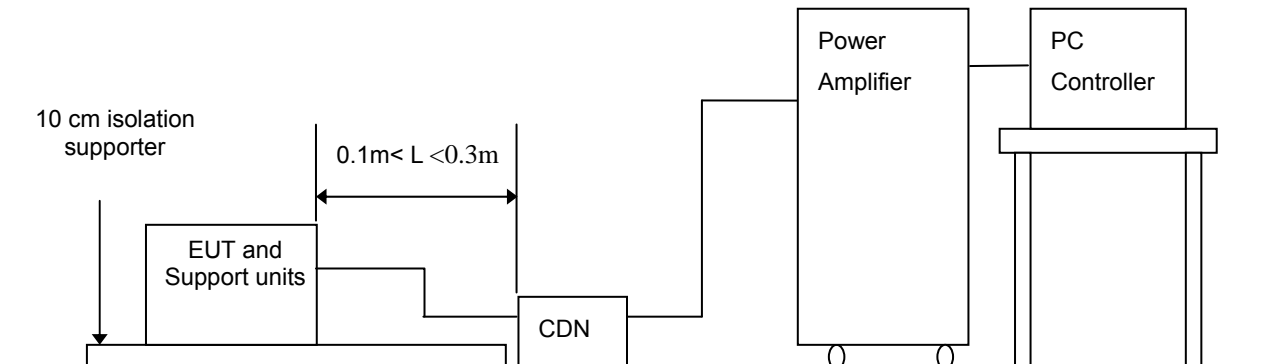 Power
Amplifier
PC
Controller
10 cm isolation
supporter
0.1m< L <0.3m
EUT and
Support units
CDN